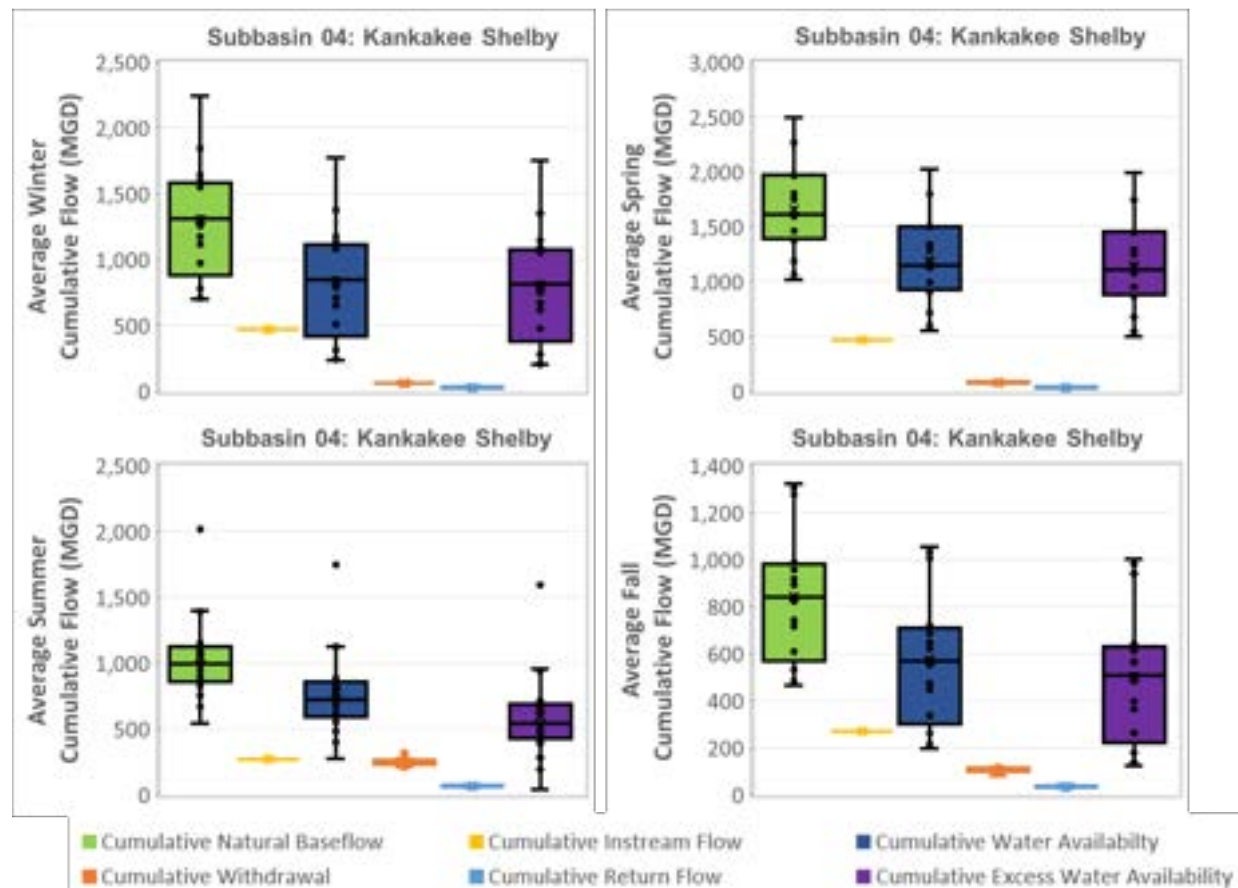 Subbasin 04: Kankakee Shelby
Average Winter
Cumulative Flow (MGD)
2,500
2,000
1,500
1,000
500
0
Subbasin 04: Kankakee Shelby
Average Spring
Cumulative Flow (MGD)
3,000
2,500
2,000
1,500
1,000
500
0
Subbasin 04: Kankakee Shelby
Average Summer
Cumulative Flow (MGD)
2,500
2,000
1,500
1,000
500
0
Subbasin 04: Kankakee Shelby
Average Fall
Cumulative Flow (MGD)
1,400
1,200
1,000
800
600
400
200
0
Cumulative Natural Baseflow
Cumulative Instream Flow
Cumulative Water Availabilty
Cumulative Withdrawal
Cumulative Return Flow
Cumulative Excess Water Availability